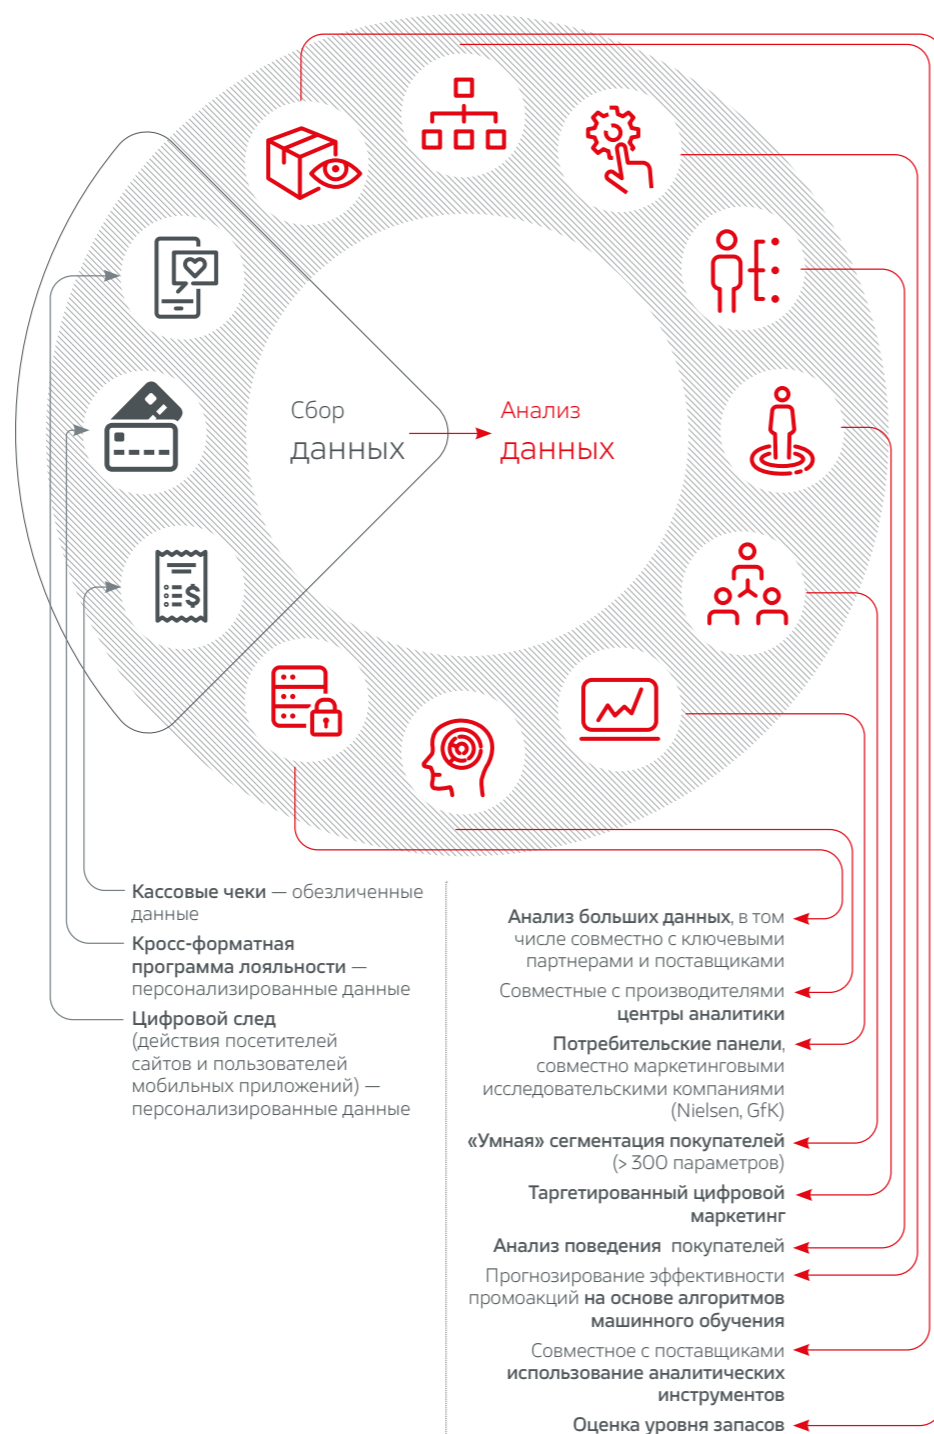 Сбор
данных
Анализ
данных
Кассовые чеки — обезличенные
данные
Кросс-форматная
программа лояльности —
персонализированные данные
Цифровой след
(действия посетителей
сайтов и пользователей
мобильных приложений) —
персонализированные данные
Анализ больших данных, в том
числе совместно с ключевыми
партнерами и поставщиками
Совместные с производителями
центры аналитики
Потребительские панели,
совместно маркетинговыми
исследовательскими компаниями
(Nielsen, GfK)
«Умная» сегментация покупателей
(> 300 параметров)
Таргетированный цифровой
маркетинг
Анализ поведения покупателей
Прогнозирование эффективности
промоакций на основе алгоритмов
машинного обучения
Совместное с поставщиками
использование аналитических
инструментов
Оценка уровня запасов